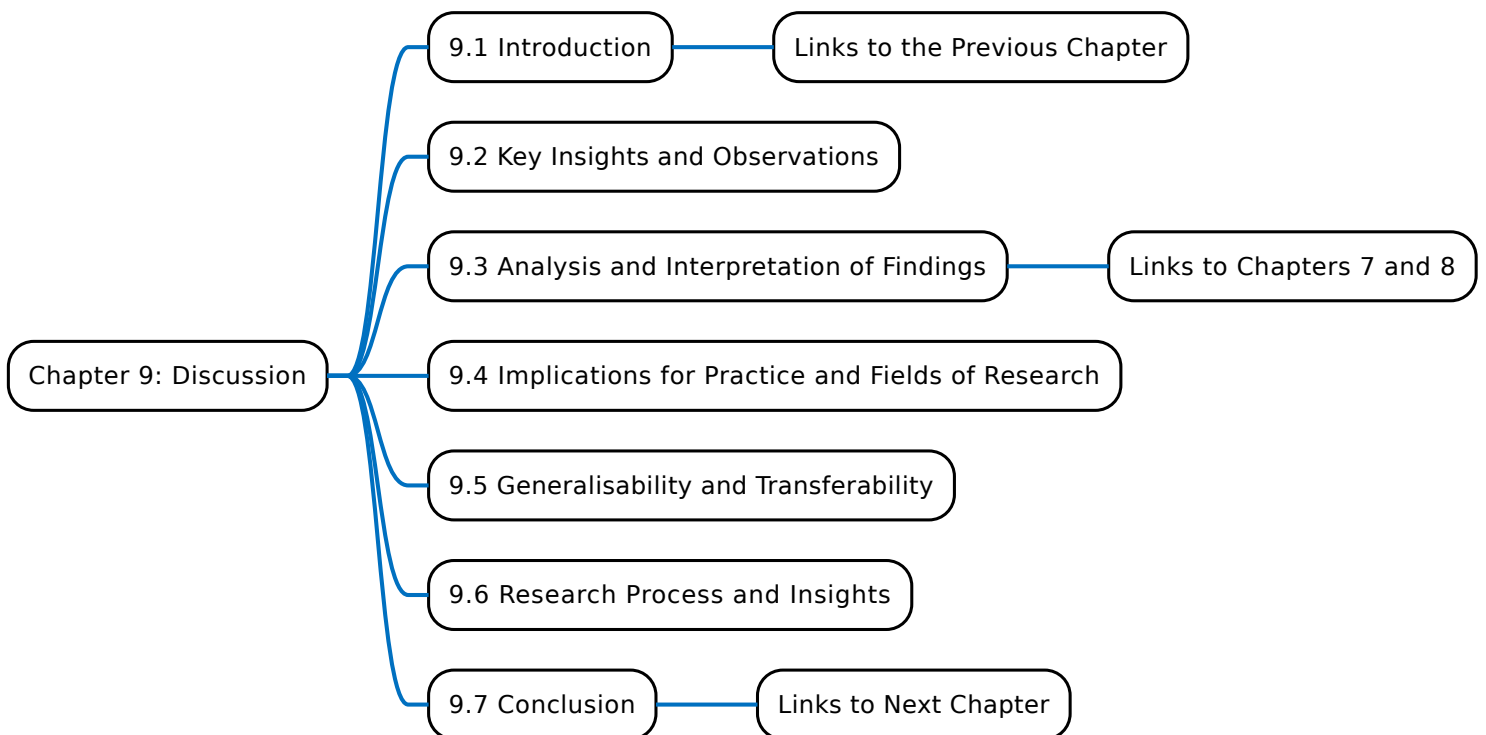 9.1 Introduction
Links to the Previous Chapter
9.2 Key Insights and Observations
9.3 Analysis and Interpretation of Findings
Links to Chapters 7 and 8
Chapter 9: Discussion
9.4 Implications for Practice and Fields of Research
9.5 Generalisability and Transferability
9.6 Research Process and Insights
9.7 Conclusion
Links to Next Chapter